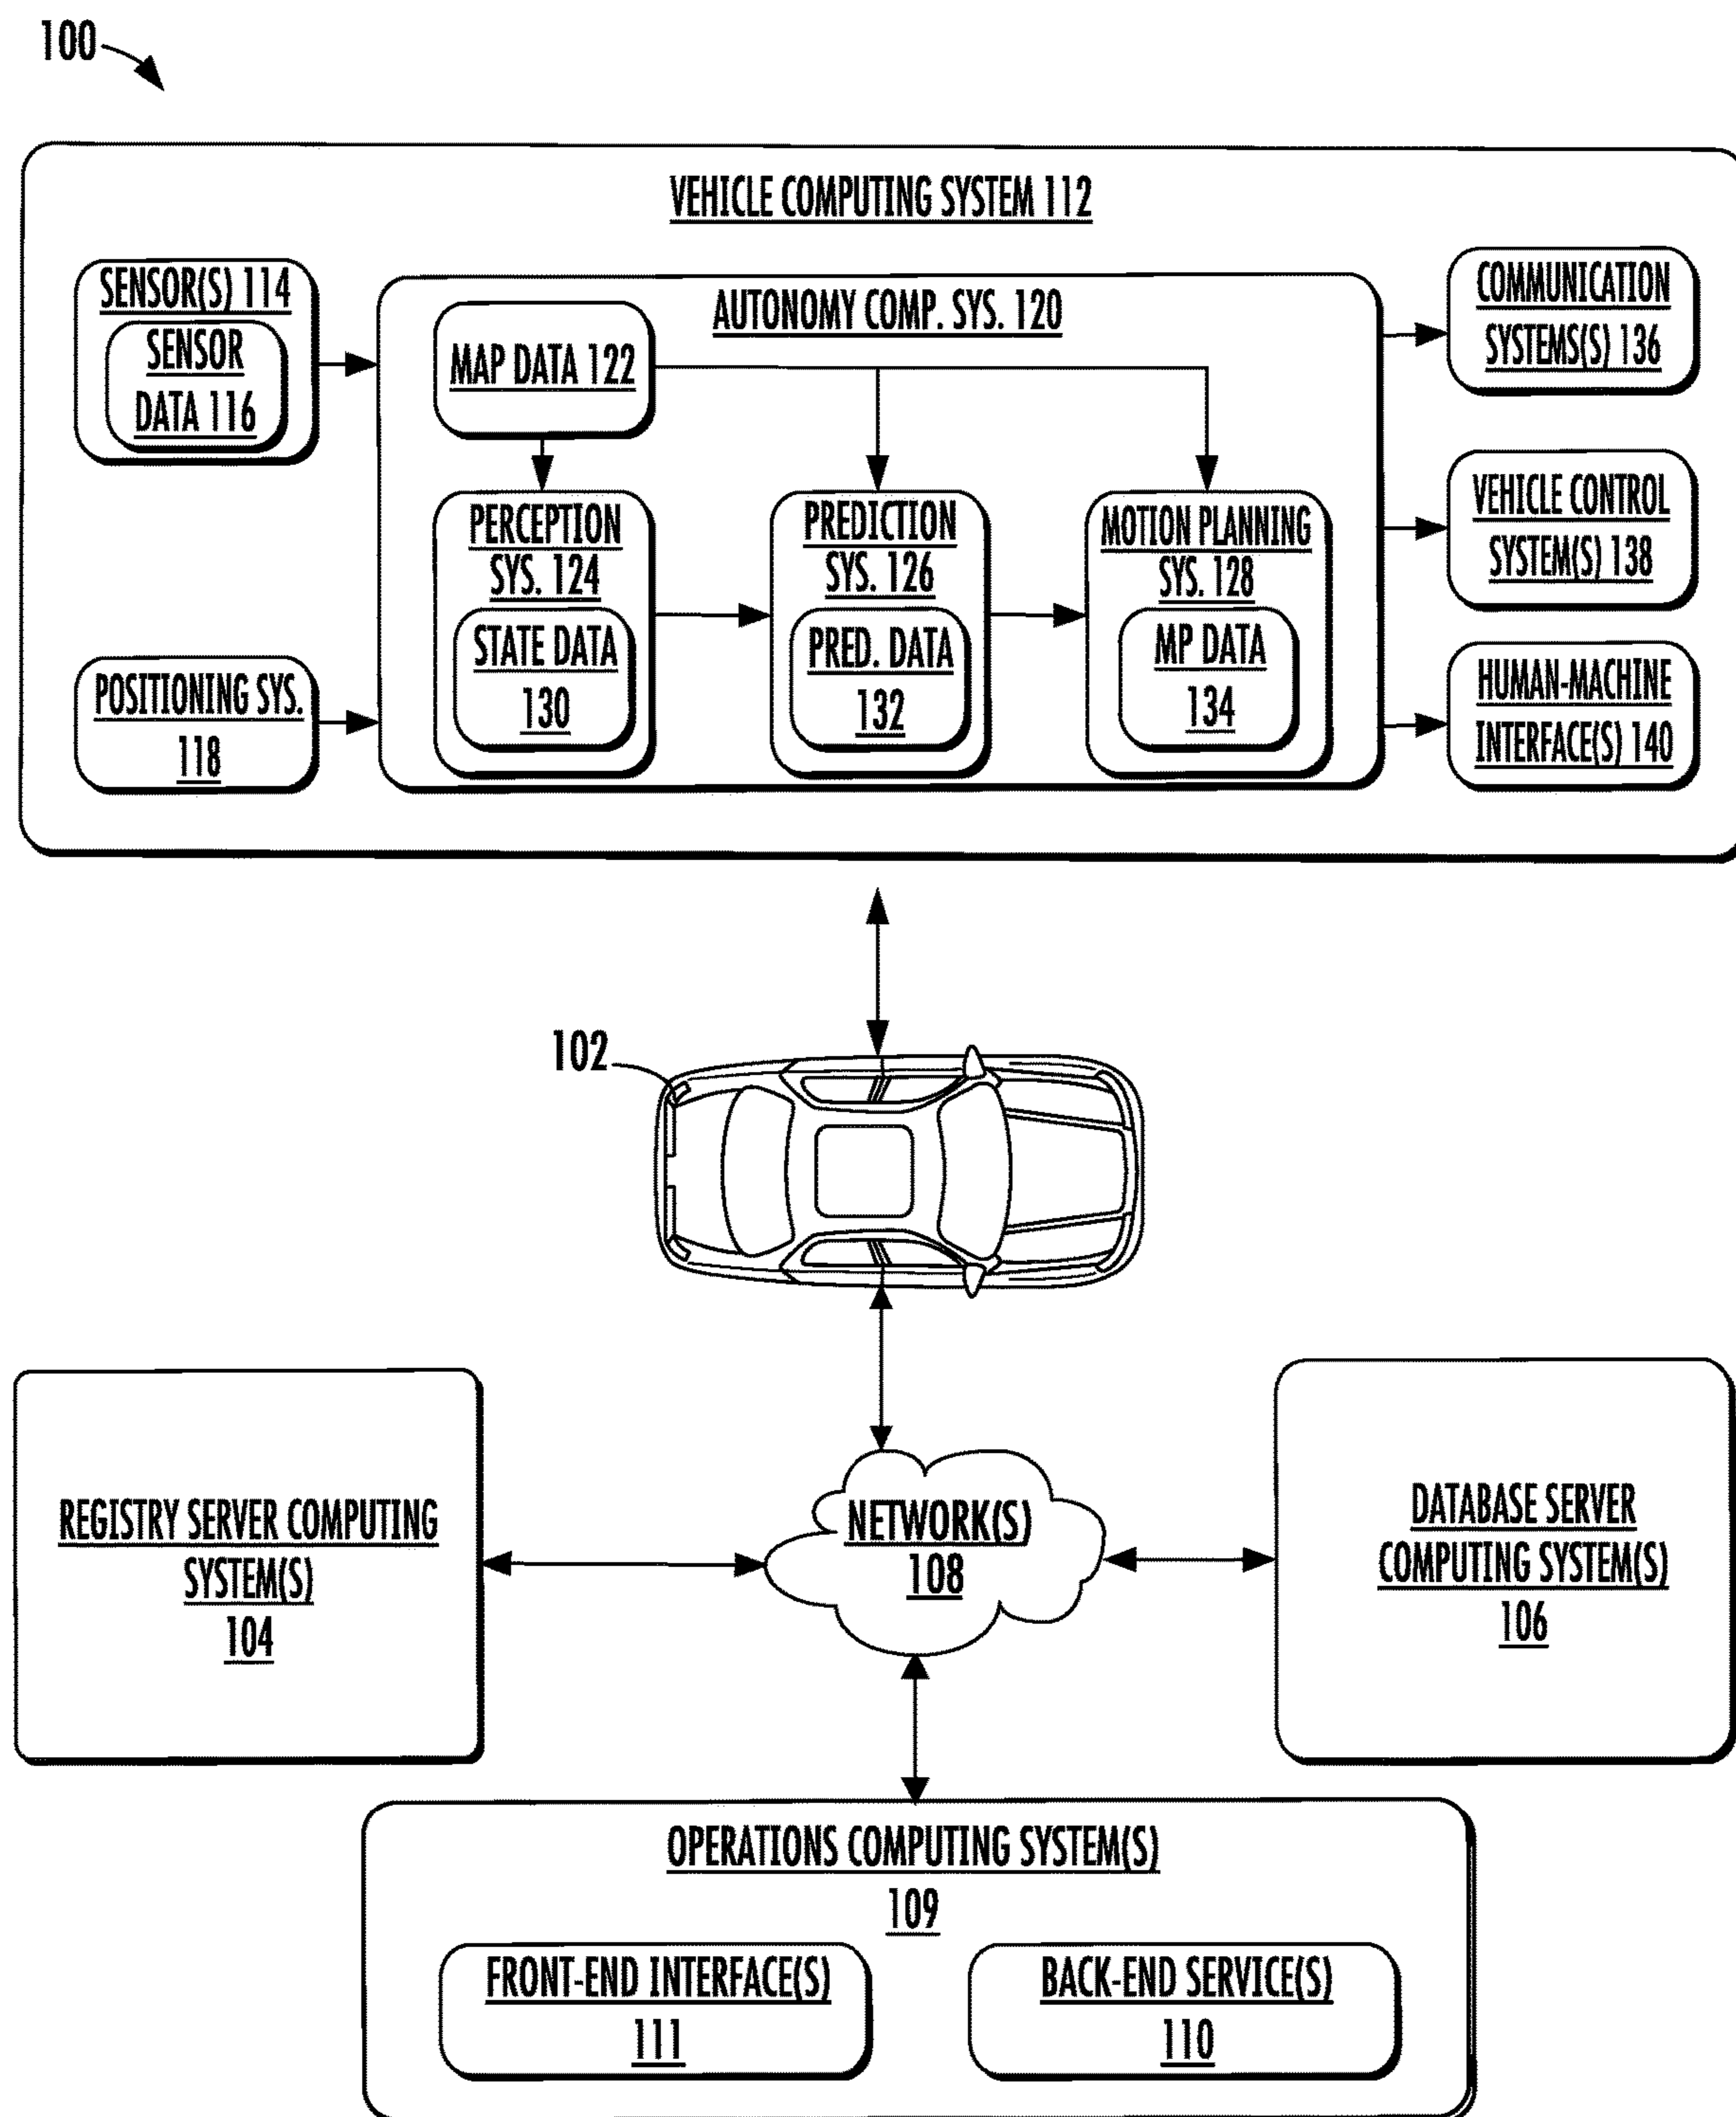 100
VEHICLE COMPUTING SYSTEM 112
SENSOR(S) 114
SENSOR
DATA 116
POSITIONING SYS.
118
AUTONOMY COMP. SYS. 120
MAP DATA 122
PERCEPTION
SYS. 124
STATE DATA
130
PREDICTION
SYS. 126
PRED. DATA
132
MOTION PLANNING
SYS. 128
MP DATA
134
COMMUNICATION
SYSTEMS(S) 136
VEHICLE CONTROL
SYSTEM(S) 138
HUMAN-MACHINE
INTERFACE(S) 140
102
REGISTRY SERVER COMPUTING
SYSTEM(S)
104
NETWORK(S)
108
DATABASE SERVER
COMPUTING SYSTEM(S)
106
OPERATIONS COMPUTING SYSTEM(S)
109
FRONT-END INTERFACE(S)
111
BACK-END SERVICE(S)
110